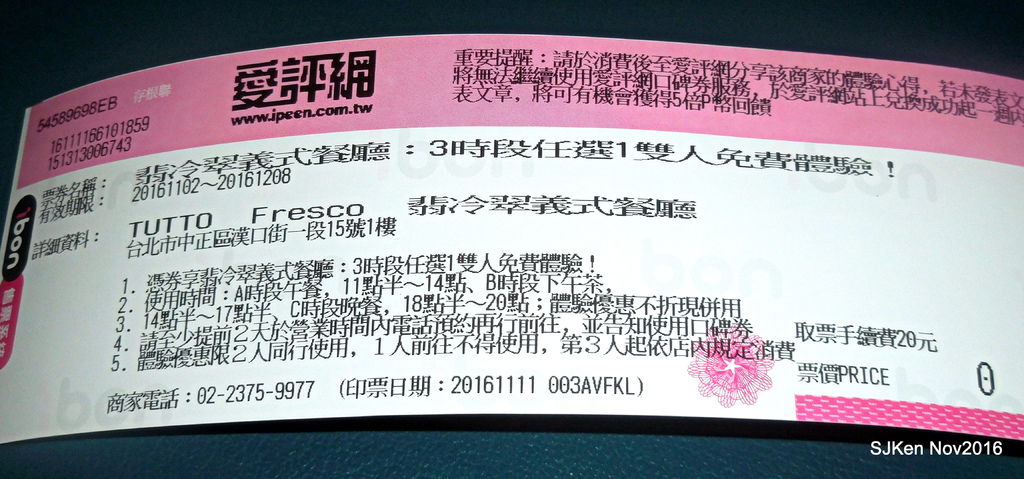 54589698EB 存根聯
16111166101859
151313006743
愛評網
www.ipeen.com.tw
重要提醒：請於消費後至愛評網分享該商家的體驗心得，若未發表文
將無法繼續使用愛評網口碑券服務，於愛評網站上兌換成功起一週內
表文章，將可有機會獲得5倍P幣回饋
票券名稱：翡冷翠義式餐廳：3時段任選1雙人免費體驗！
有效期限：20161102～20161208
詳細資料：TUTTO Fresco 翡冷翠義式餐廳
台北市中正區漢口街一段15號1樓
1. 憑券享翡冷翠義式餐廳：3時段任選1雙人免費體驗！
2. 使用時間：A時段午餐，11點半～14點、B時段下午茶，
3. 14點半～17點半、C時段晚餐，18點半～20點；體驗優惠不折現併用
4. 請至少提前2天於營業時間內電話預約再行前往，並告知使用口碑券
5. 體驗優惠限2人同行使用，1人前往不得使用，第3人起依店內規定消費
商家電話：02-2375-9977 (印票日期：20161111 003AVFKL)
取票手續費20元
票價PRICE 0
ibon
SJKen Nov2016